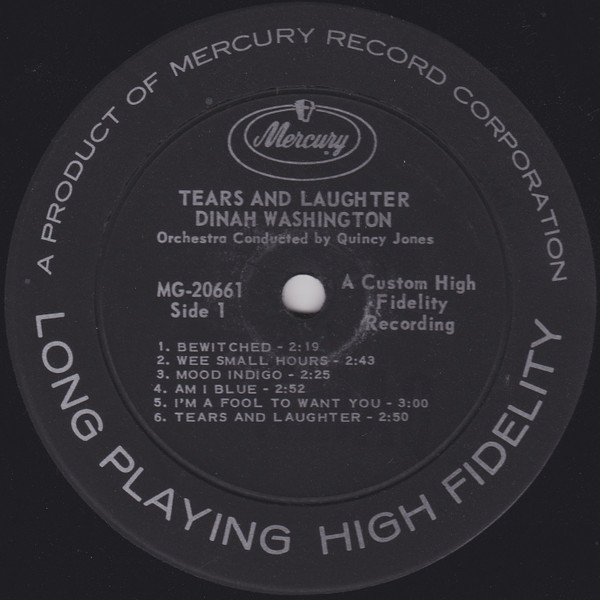 A PRODUCT OF MERCURY RECORD CORPORATION
Mercury
TEARS AND LAUGHTER
DINAH WASHINGTON
Orchestra Conducted by Quincy Jones
MG-20661
Side 1
A Custom High
Fidelity
Recording
1. BEWITCHED - 2:19
2. WEE SMALL HOURS - 2:43
3. MOOD INDIGO - 2:25
4. AM I BLUE - 2:52
5. I'M A FOOL TO WANT YOU - 3:00
6. TEARS AND LAUGHTER - 2:50
LONG PLAYING HIGH FIDELITY